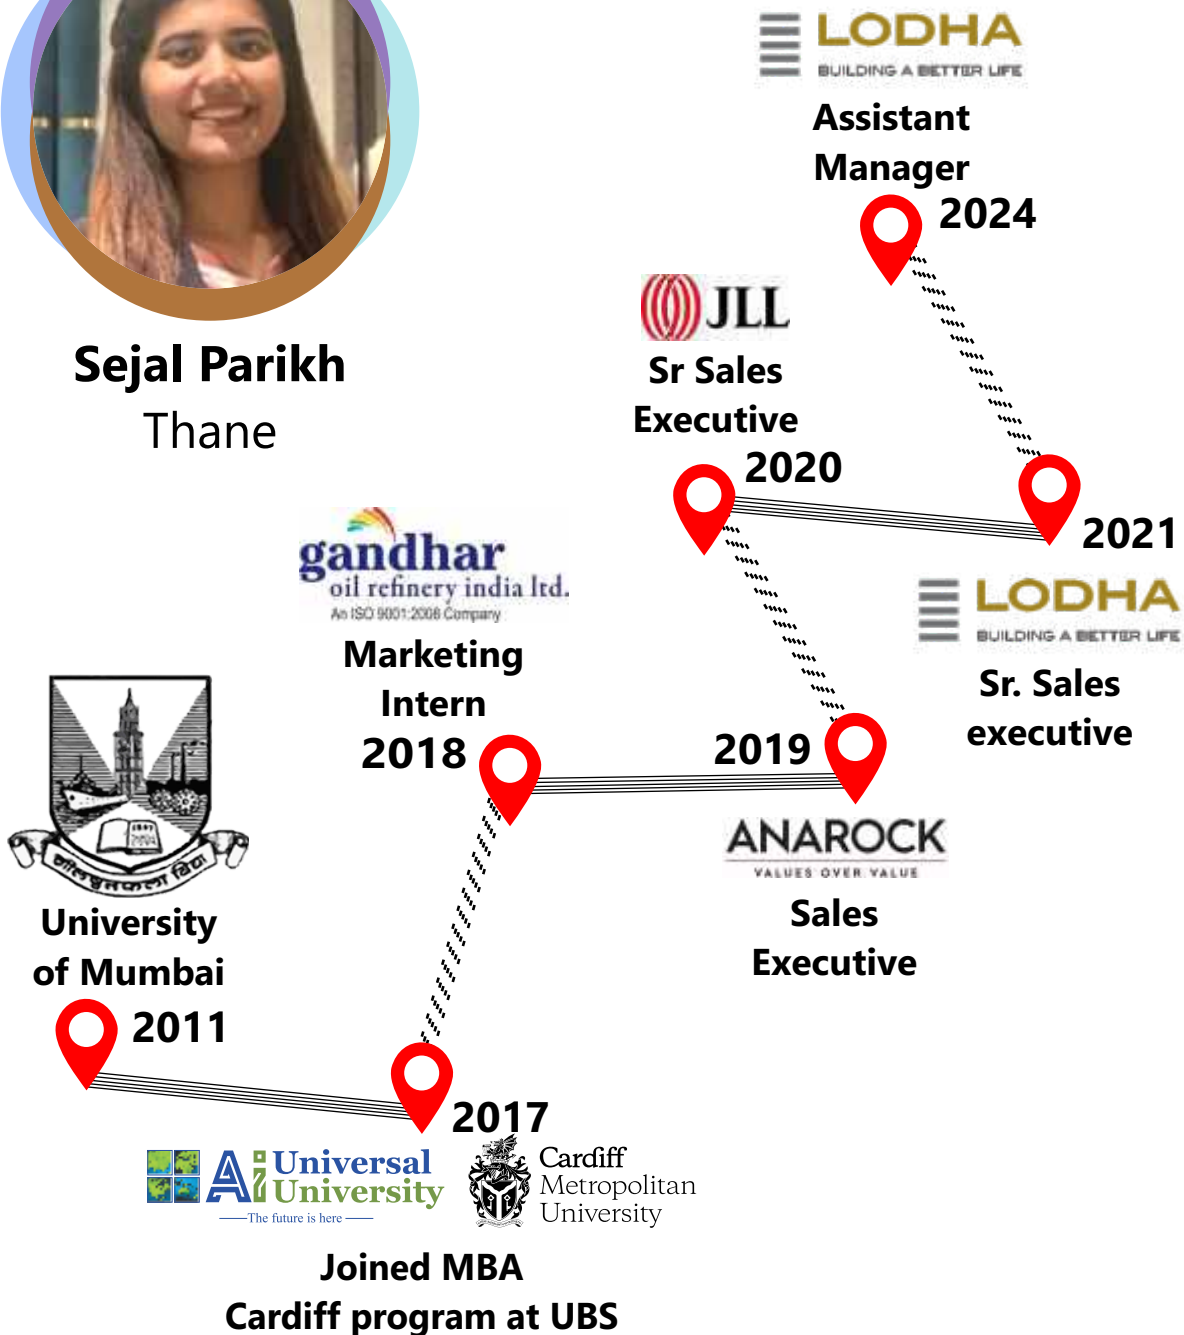 LODHA
BUILDING A BETTER LIFE
Assistant
Manager
2024
JLL
Sr Sales
Executive
2020
Sejal Parikh
Thane
2021
LODHA
BUILDING A BETTER LIFE
Sr. Sales
executive
gandhar
oil refinery india ltd.
An ISO 9001:2008 Company
Marketing
Intern
2018
2019
ANAROCK
VALUES OVER VALUE
Sales
Executive
University
of Mumbai
2011
2017
Ai Universal
University
The future is here
Cardiff
Metropolitan
University
Joined MBA
Cardiff program at UBS